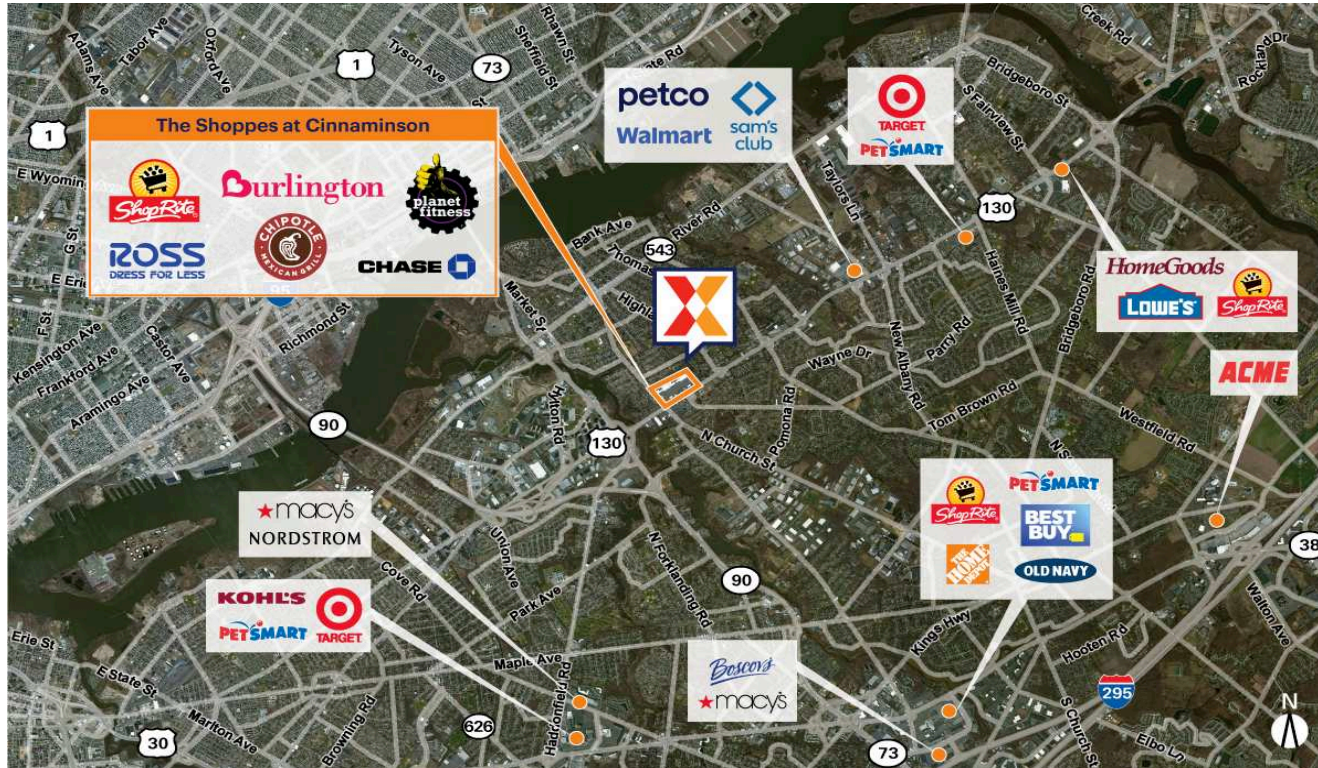 Adams Ave
Tabor Ave
Oxford Ave
Tyson Ave
Sheffield St
Rhawn St
1
73
1
The Shoppes at Cinnaminson
ShopRite
Burlington
planet
fitness
ROSS
DRESS FOR LESS
CHIPOTLE
MEXICAN GRILL
CHASE
petco
Walmart
sam's
club
TARGET
PETSMART
Creek Rd
Rockland Dr
Bridgeboro St
S Fairview St
130
Taylors Ln
River Rd
Bank Ave
543
G St
F St
95
Richmond St
Castor Ave
Kensington Ave
Frankford Ave
Aramingo Ave
Market St
Haines Mill Rd
Bridgeboro Rd
HomeGoods
LOWE'S
ShopRite
New Albany Rd
Parry Rd
Wayne Dr
Tom Brown Rd
Pomona Rd
N Church St
Westfield Rd
ACME
90
130
Hylton Rd
macy's
NORDSTROM
Union Ave
Park Ave
Cove Rd
N Forklanding Rd
90
ShopRite
PETSMART
BEST
BUY
THE
HOME
DEPOT
OLD NAVY
38
Walton Ave
KOHL'S
PETSMART
TARGET
Erie St
E State St
Marlton Ave
Browning Rd
30
626
Maple Ave
Haddonfield Rd
Boscov's
macy's
Kings Hwy
Hooten Rd
S Church St
295
Elbo Ln
73
N